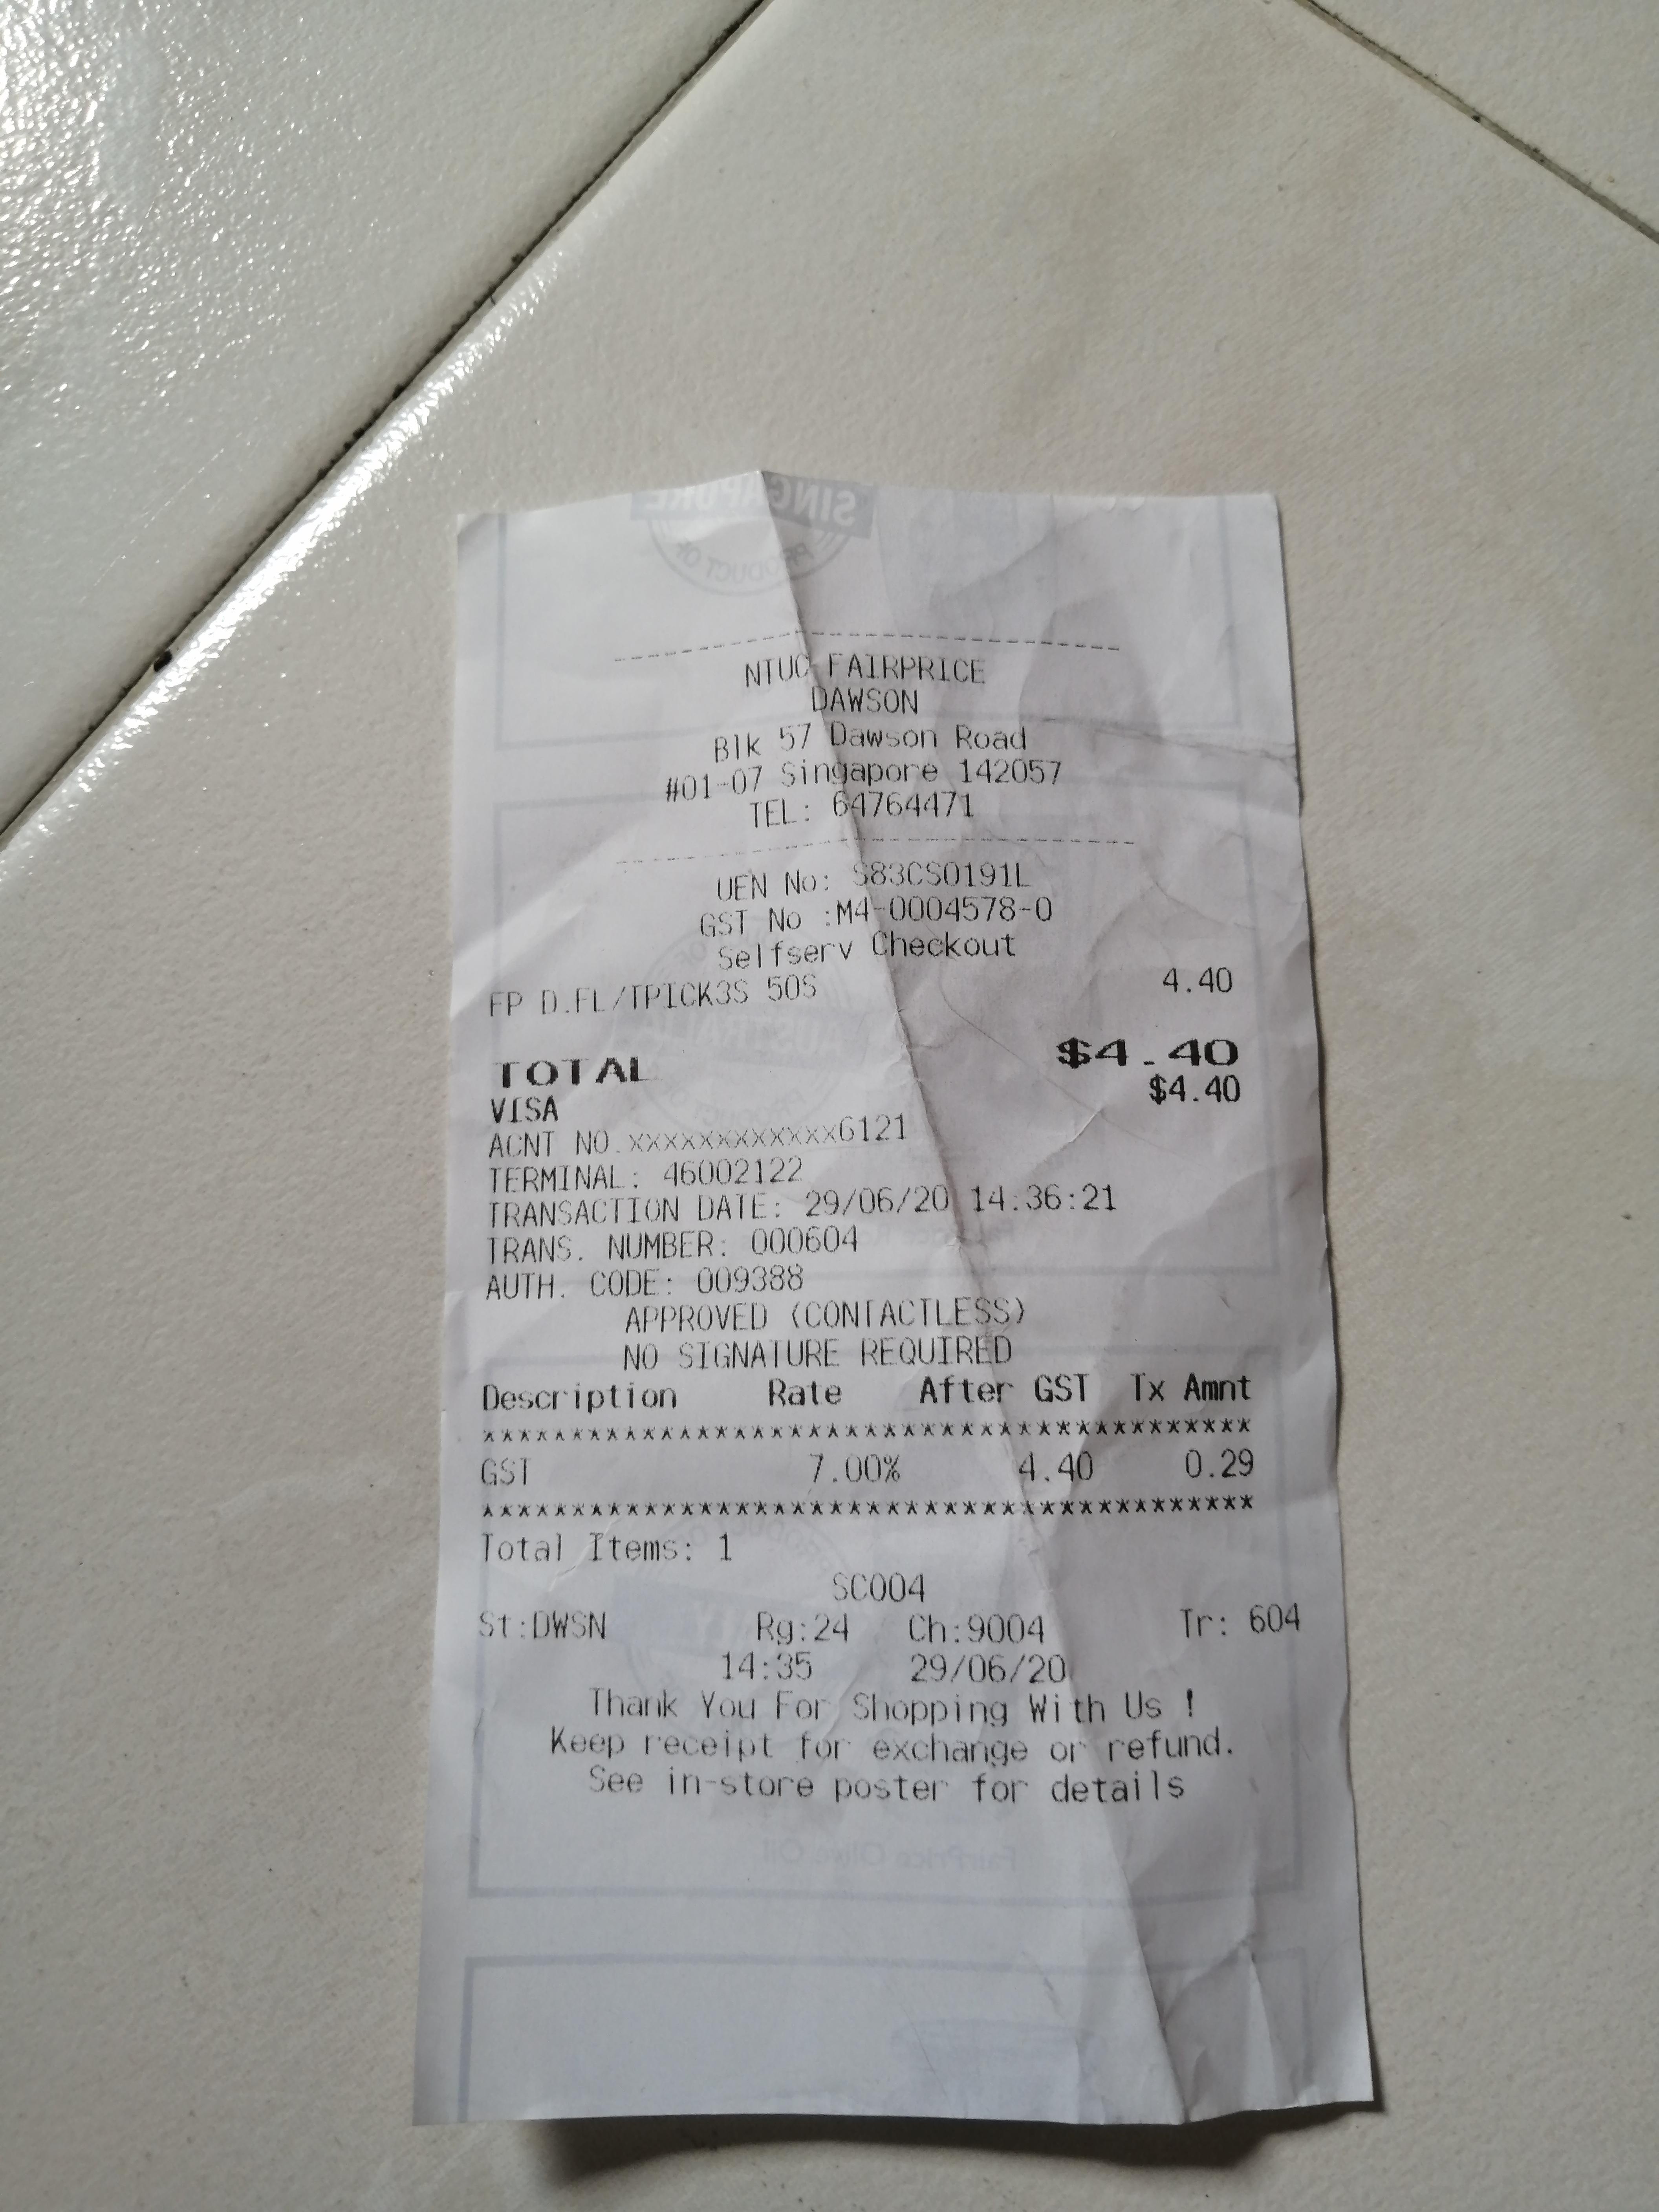 NTUC FAIRPRICE
DAWSON
Blk 57 Dawson Road
#01-07 Singapore 142057
TEL: 64764471
UEN No: S83CS0191L
GST No :M4-0004578-0
Selfserv Checkout
FP D.FL/TPICK3S 50S 4.40
TOTAL $4.40
VISA $4.40
ACNT NO.XXXXXXXXXXXX6121
TERMINAL: 46002122
TRANSACTION DATE: 29/06/20 14:36:21
TRANS. NUMBER: 000604
AUTH. CODE: 009388
APPROVED (CONTACTLESS)
NO SIGNATURE REQUIRED
Description Rate After GST Tx Amnt
*******************************************
GST 7.00% 4.40 0.29
*******************************************
Total Items: 1
SC004
St:DWSN Rg:24 Ch:9004 Tr: 604
14:35 29/06/20
Thank You For Shopping With Us !
Keep receipt for exchange or refund.
See in-store poster for details
FairPrice Olive Oil